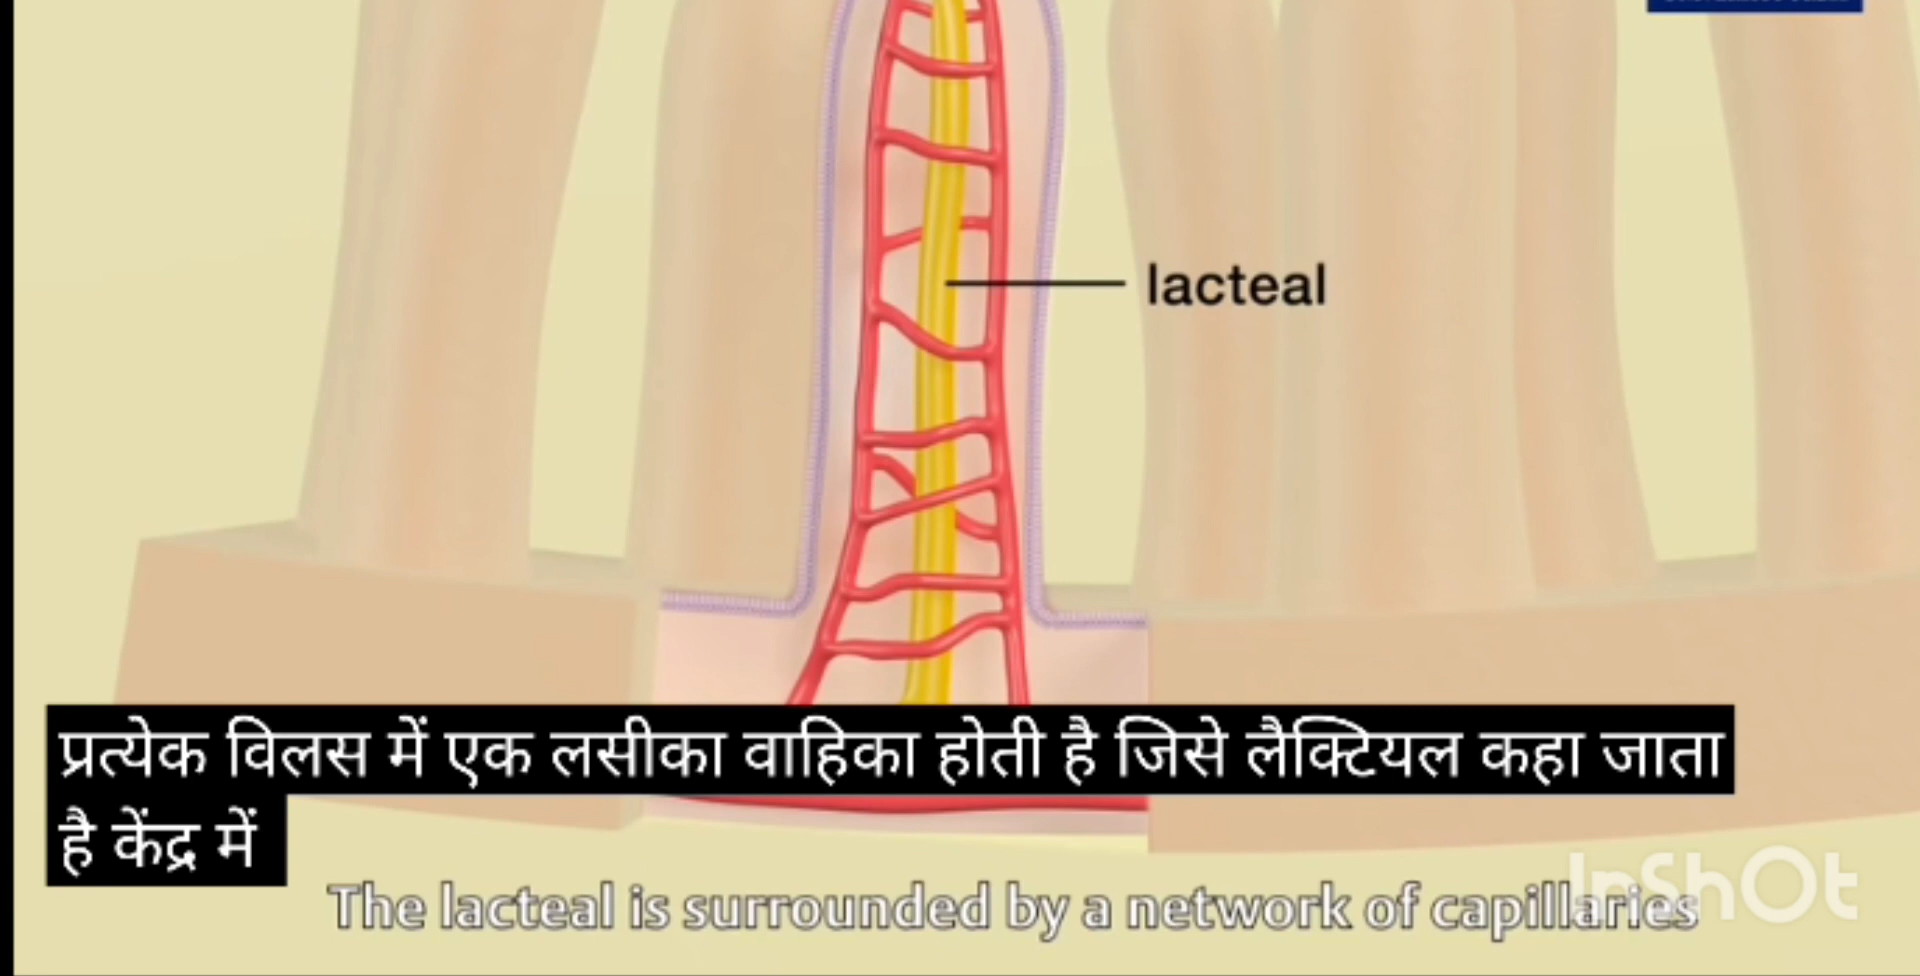 lacteal
प्रत्येक विलस में एक लसीका वाहिका होती है जिसे लैक्टियल कहा जाता
है केंद्र में
The lacteal is surrounded by a network of capillaries
InShOt